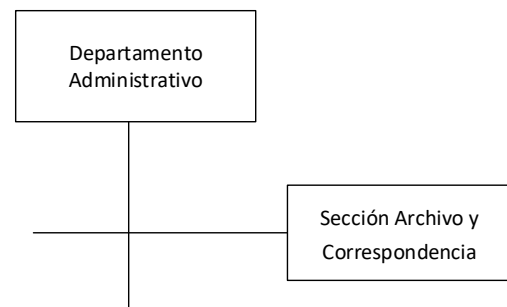 Departamento
Administrativo
Sección Archivo y
Correspondencia